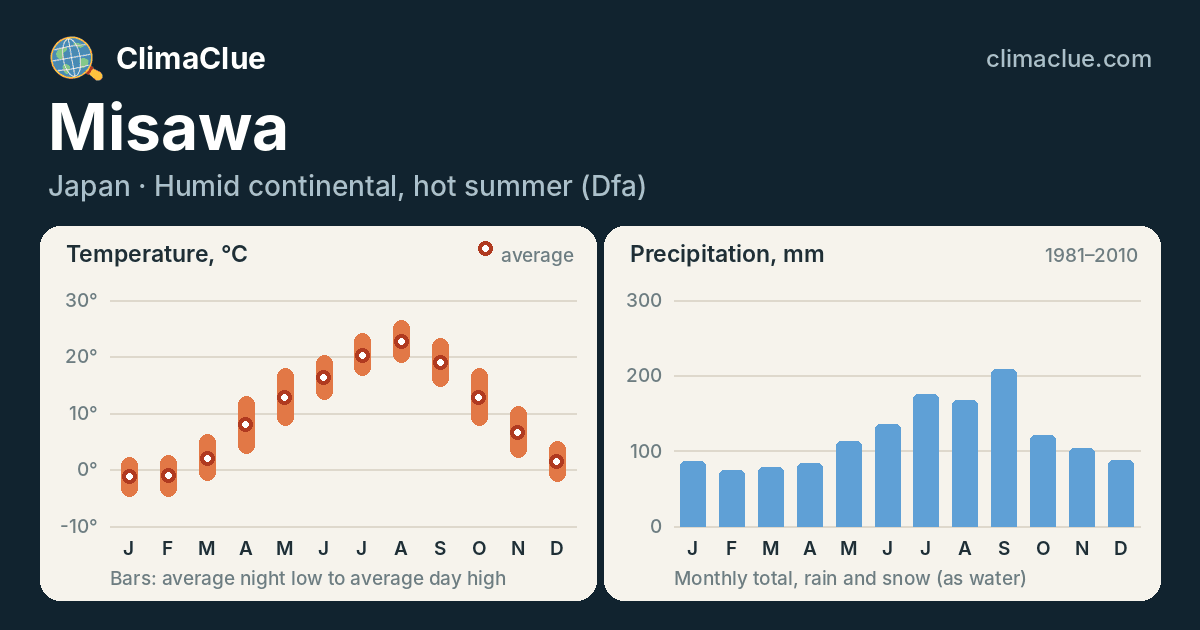 ClimaClue
climaclue.com
Misawa
Japan · Humid continental, hot summer (Dfa)
Temperature, °C
average
30°
20°
10°
0°
-10°
J F M A M J J A S O N D
Bars: average night low to average day high
Precipitation, mm
1981–2010
300
200
100
0
J F M A M J J A S O N D
Monthly total, rain and snow (as water)